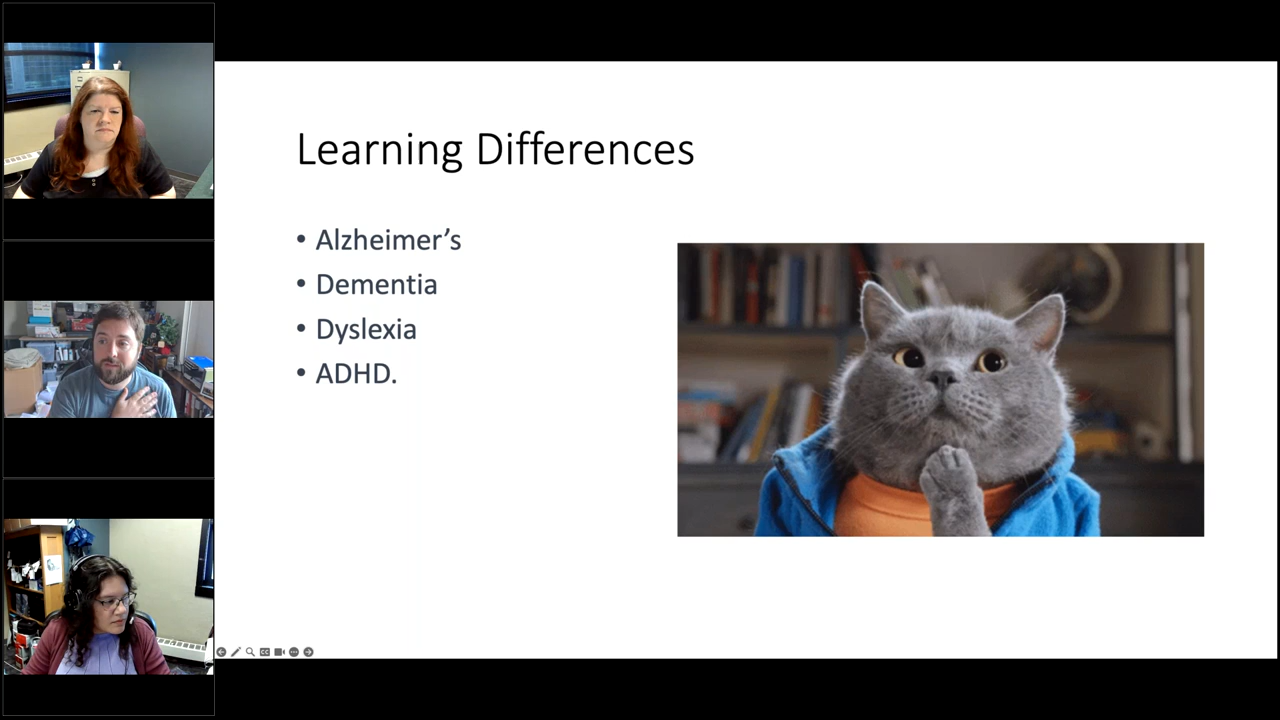 Learning Differences
• Alzheimer’s
• Dementia
• Dyslexia
• ADHD.